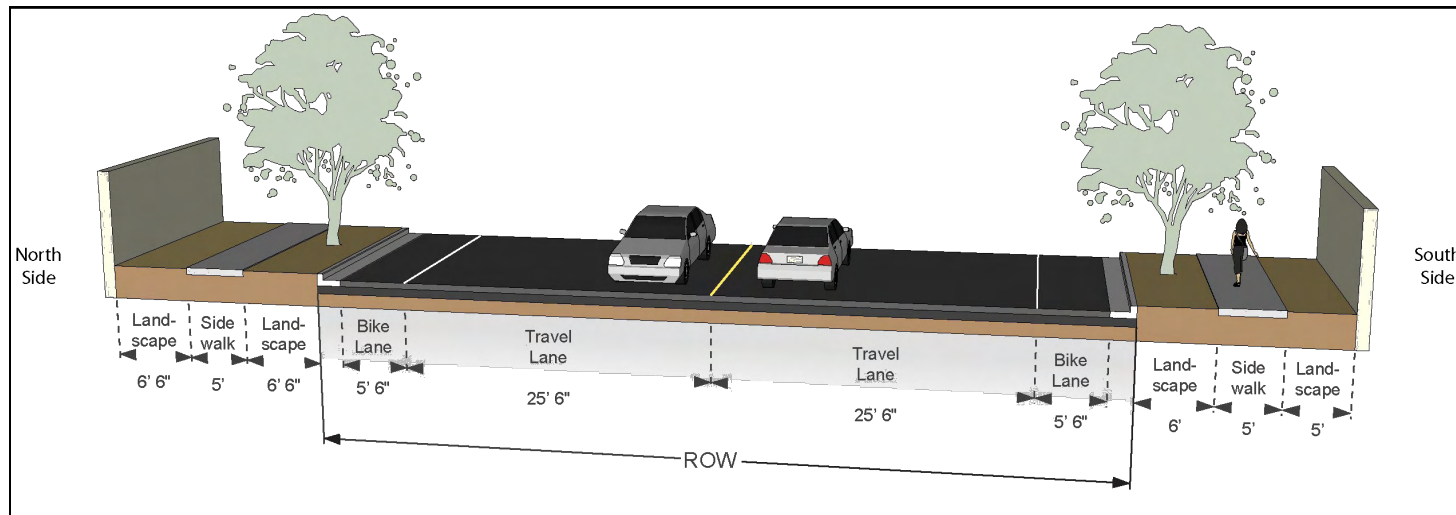 North
Side
South
Side
Land-
scape
6' 6"
Side
walk
5'
Land-
scape
6' 6"
Bike
Lane
5' 6"
Travel
Lane
25' 6"
Travel
Lane
25' 6"
Bike
Lane
5' 6"
Land-
scape
6'
Side
walk
5'
Land-
scape
5'
ROW